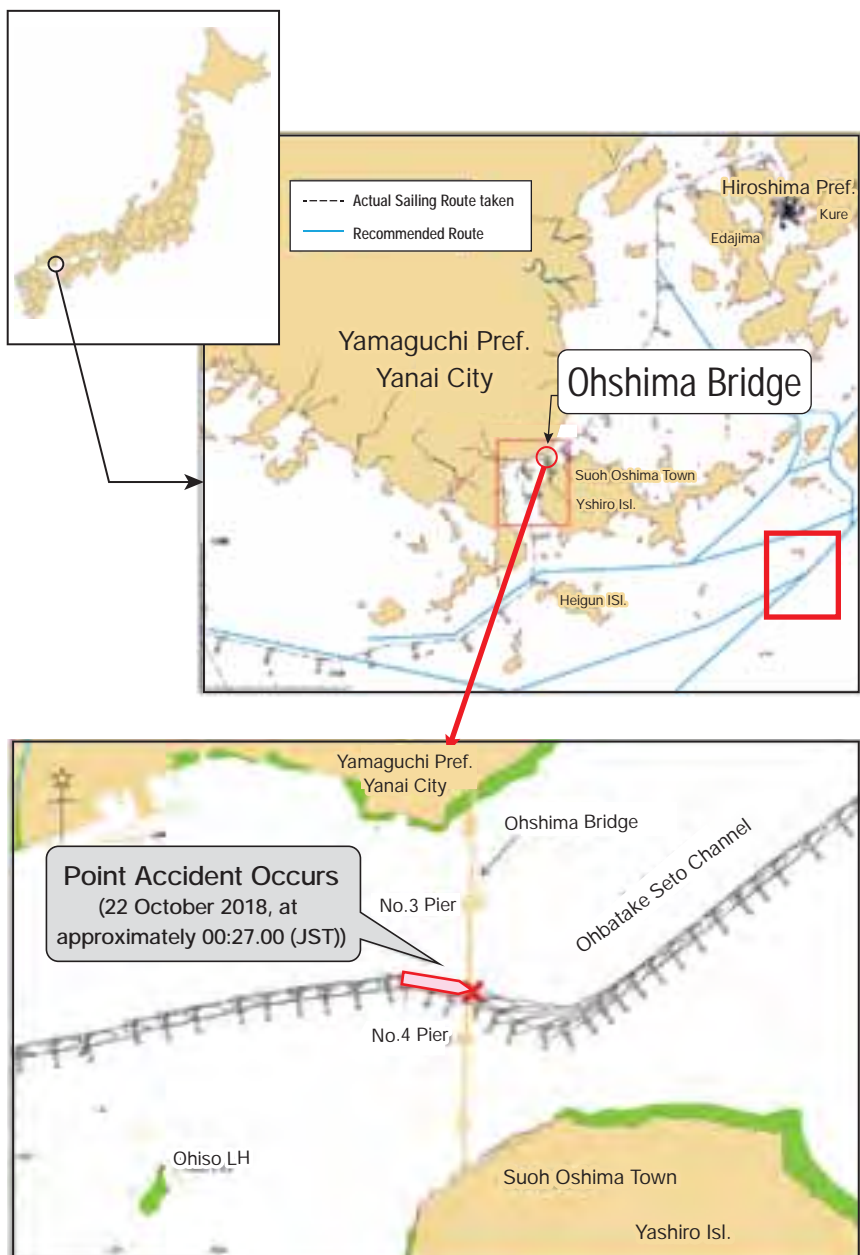 Actual Sailing Route taken
Recommended Route
Hiroshima Pref.
Kure
Edajima
Yamaguchi Pref.
Yanai City
Ohshima Bridge
Suoh Oshima Town
Yshiro Isl.
Heigun ISl.
Yamaguchi Pref.
Yanai City
Ohshima Bridge
Ohbatake Seto Channel
Point Accident Occurs
(22 October 2018, at
approximately 00:27.00 (JST))
No.3 Pier
No.4 Pier
Ohiso LH
Suoh Oshima Town
Yashiro Isl.